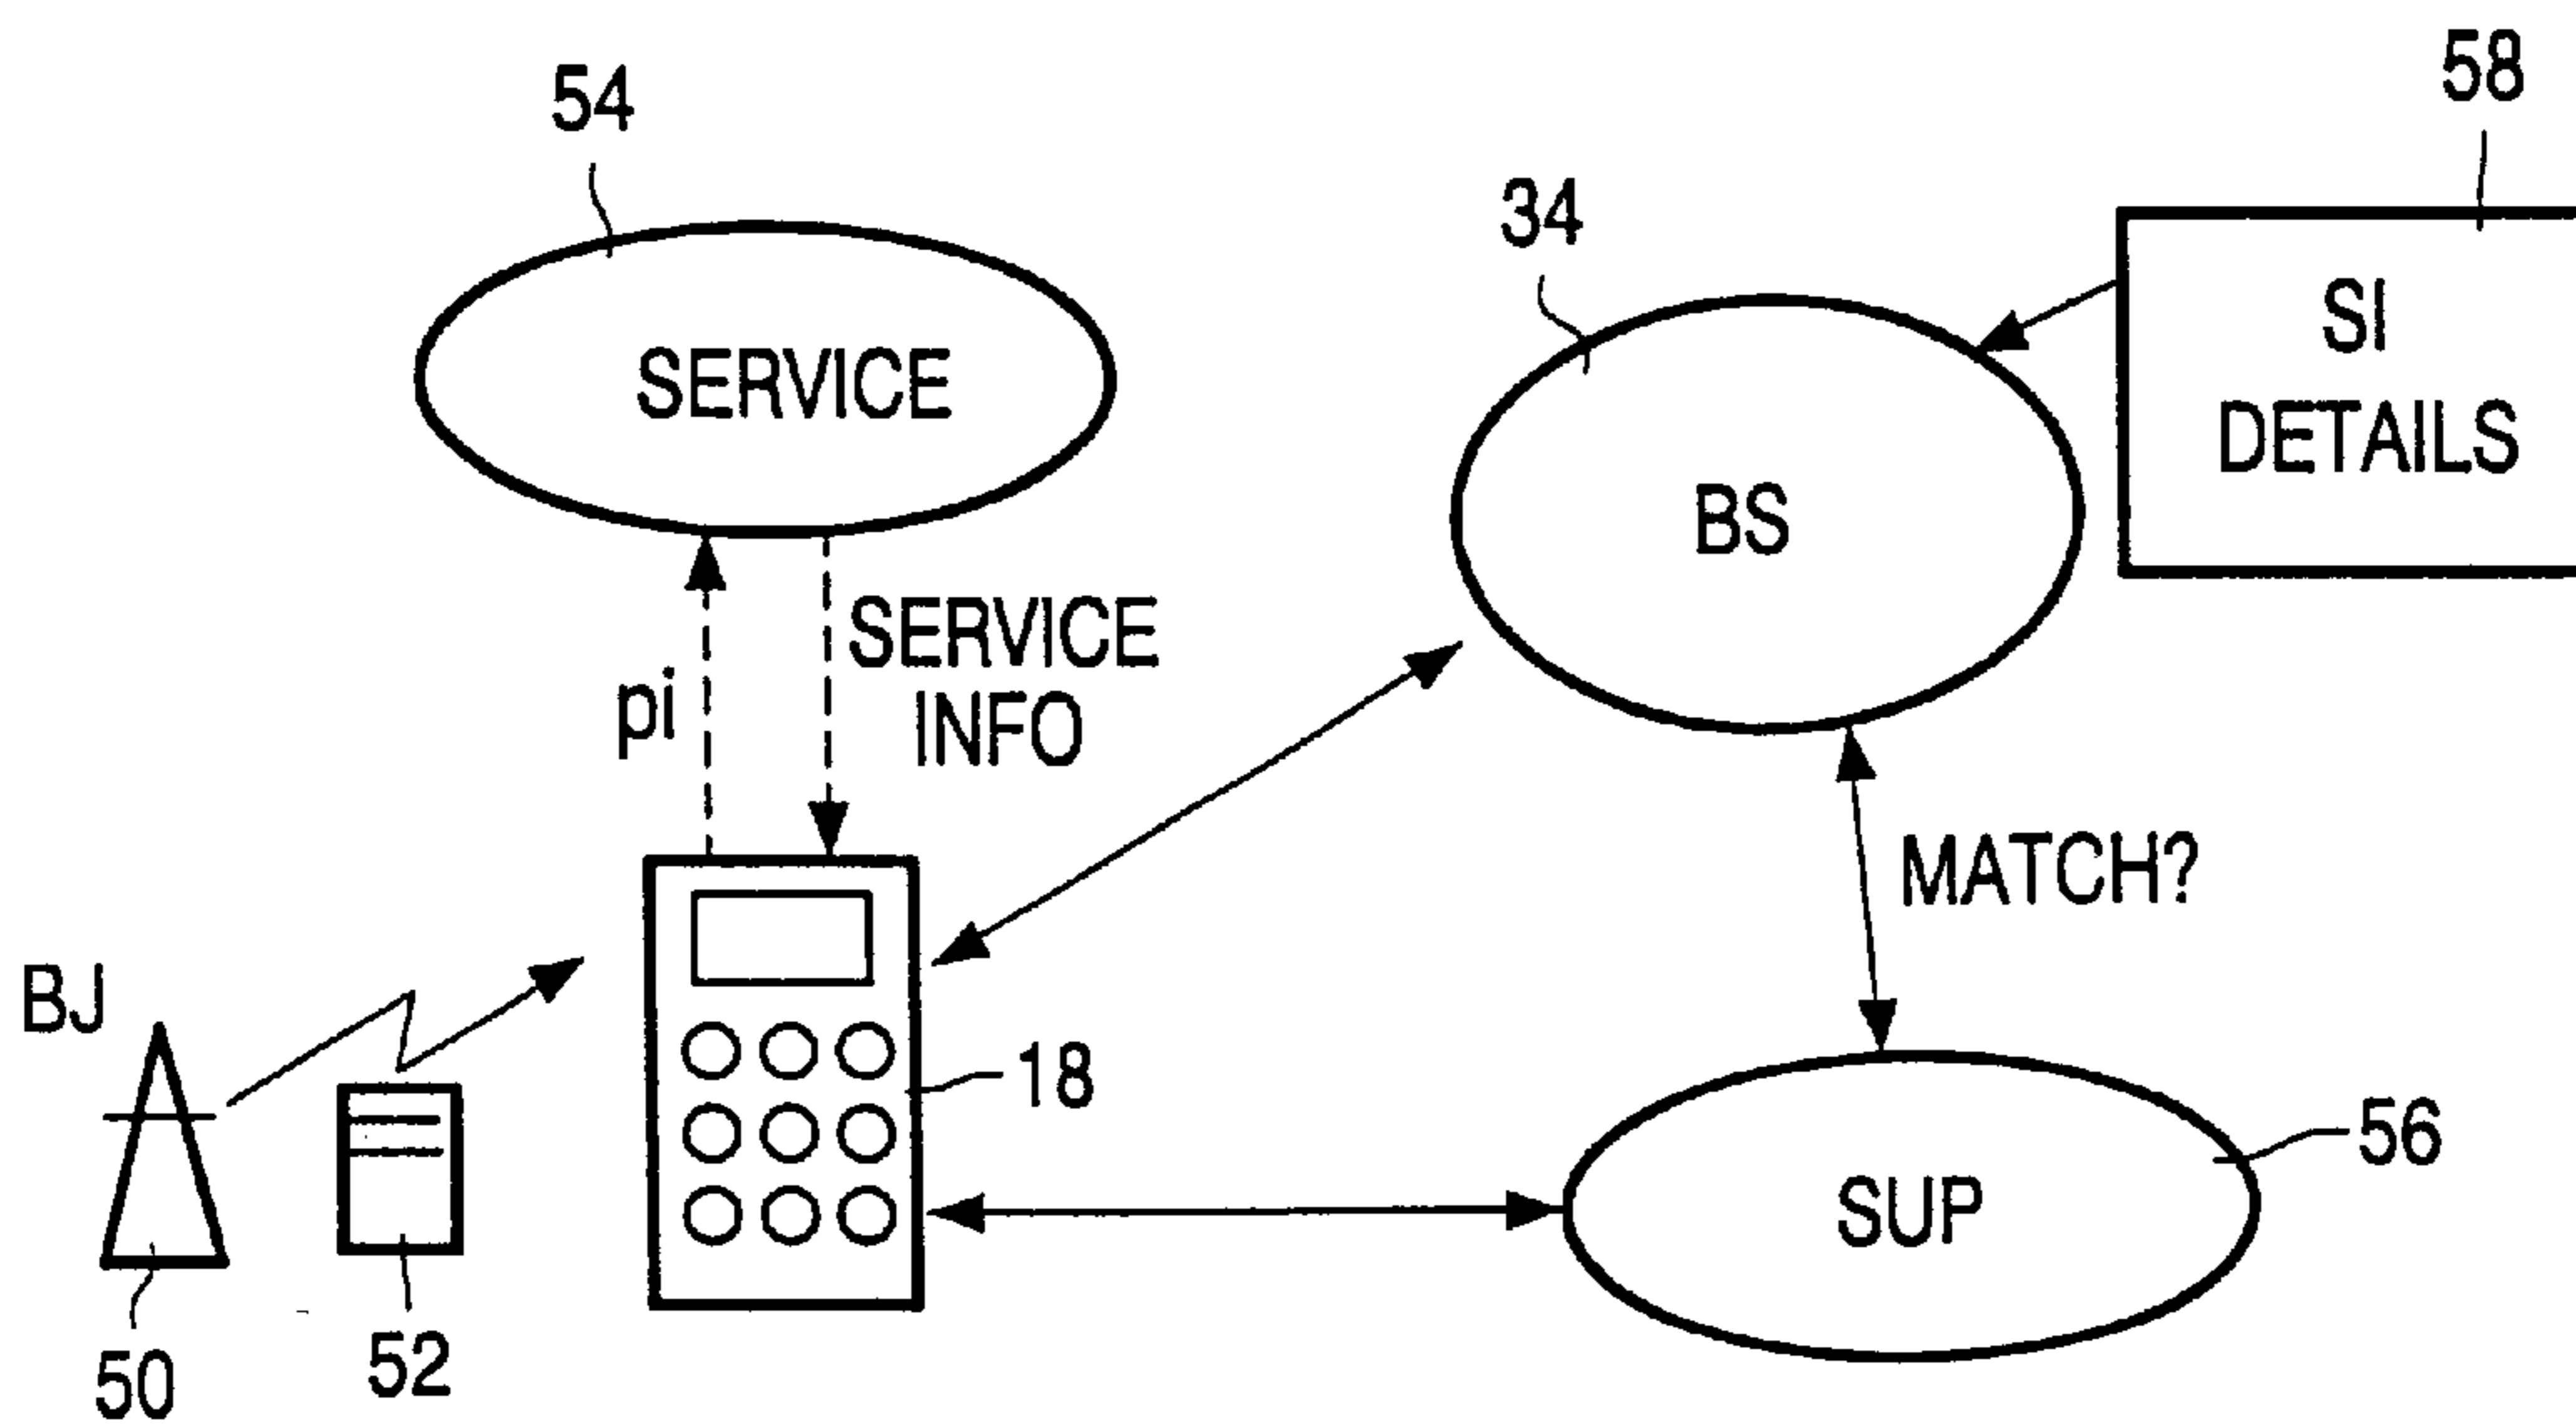 54
58
34
SERVICE
SI
DETAILS
BS
pi
SERVICE
INFO
MATCH?
BJ
18
56
SUP
50
52